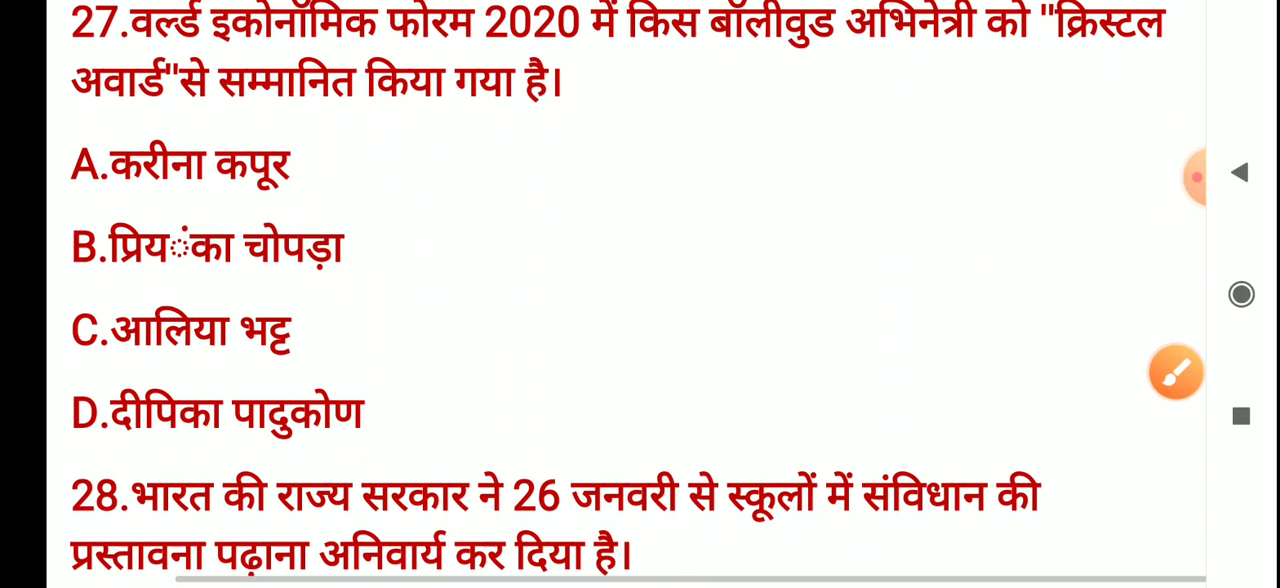 27.वर्ल्ड इकोनॉमिक फोरम 2020 में किस बॉलीवुड अभिनेत्री को "क्रिस्टल
अवार्ड"से सम्मानित किया गया है।
A.करीना कपूर
B.प्रिय◌ंका चोपड़ा
C.आलिया भट्ट
D.दीपिका पादुकोण
28.भारत की राज्य सरकार ने 26 जनवरी से स्कूलों में संविधान की
प्रस्तावना पढ़ाना अनिवार्य कर दिया है।